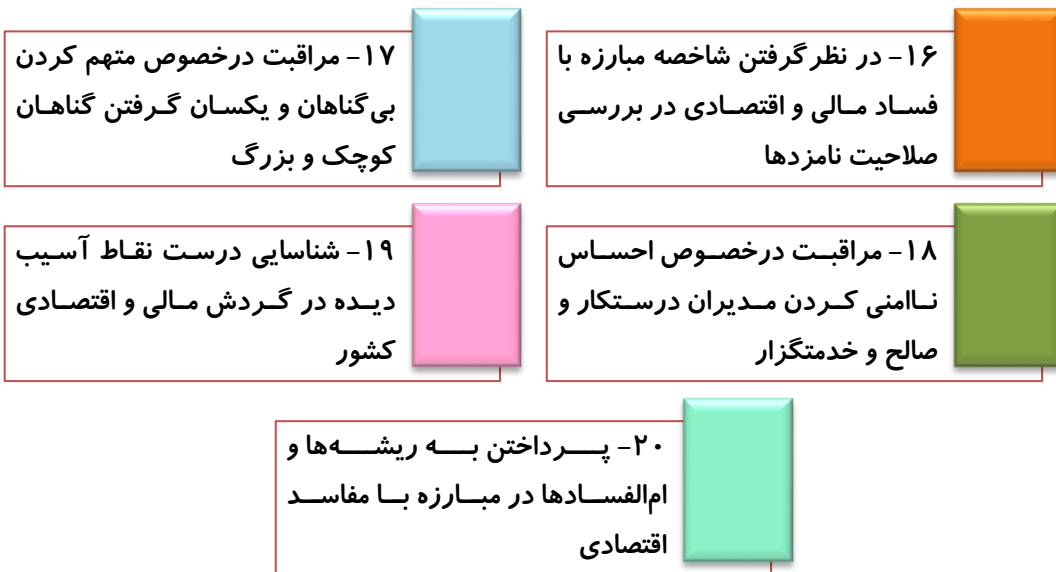 ۱۶- در نظر گرفتن شاخصه مبارزه با
فساد مالی و اقتصادی در بررسی
صلاحیت نامزدها
۱۷- مراقبت درخصوص متهم کردن
بی‌گناهان و یکسان گرفتن گناهان
کوچک و بزرگ
۱۸- مراقبت درخصوص احساس
ناامنی کردن مدیران درستکار و
صالح و خدمتگزار
۱۹- شناسایی درست نقاط آسیب
دیده در گردش مالی و اقتصادی
کشور
۲۰- پرداختن به ریشه‌ها و
ام‌الفسادها در مبارزه با مفاسد
اقتصادی